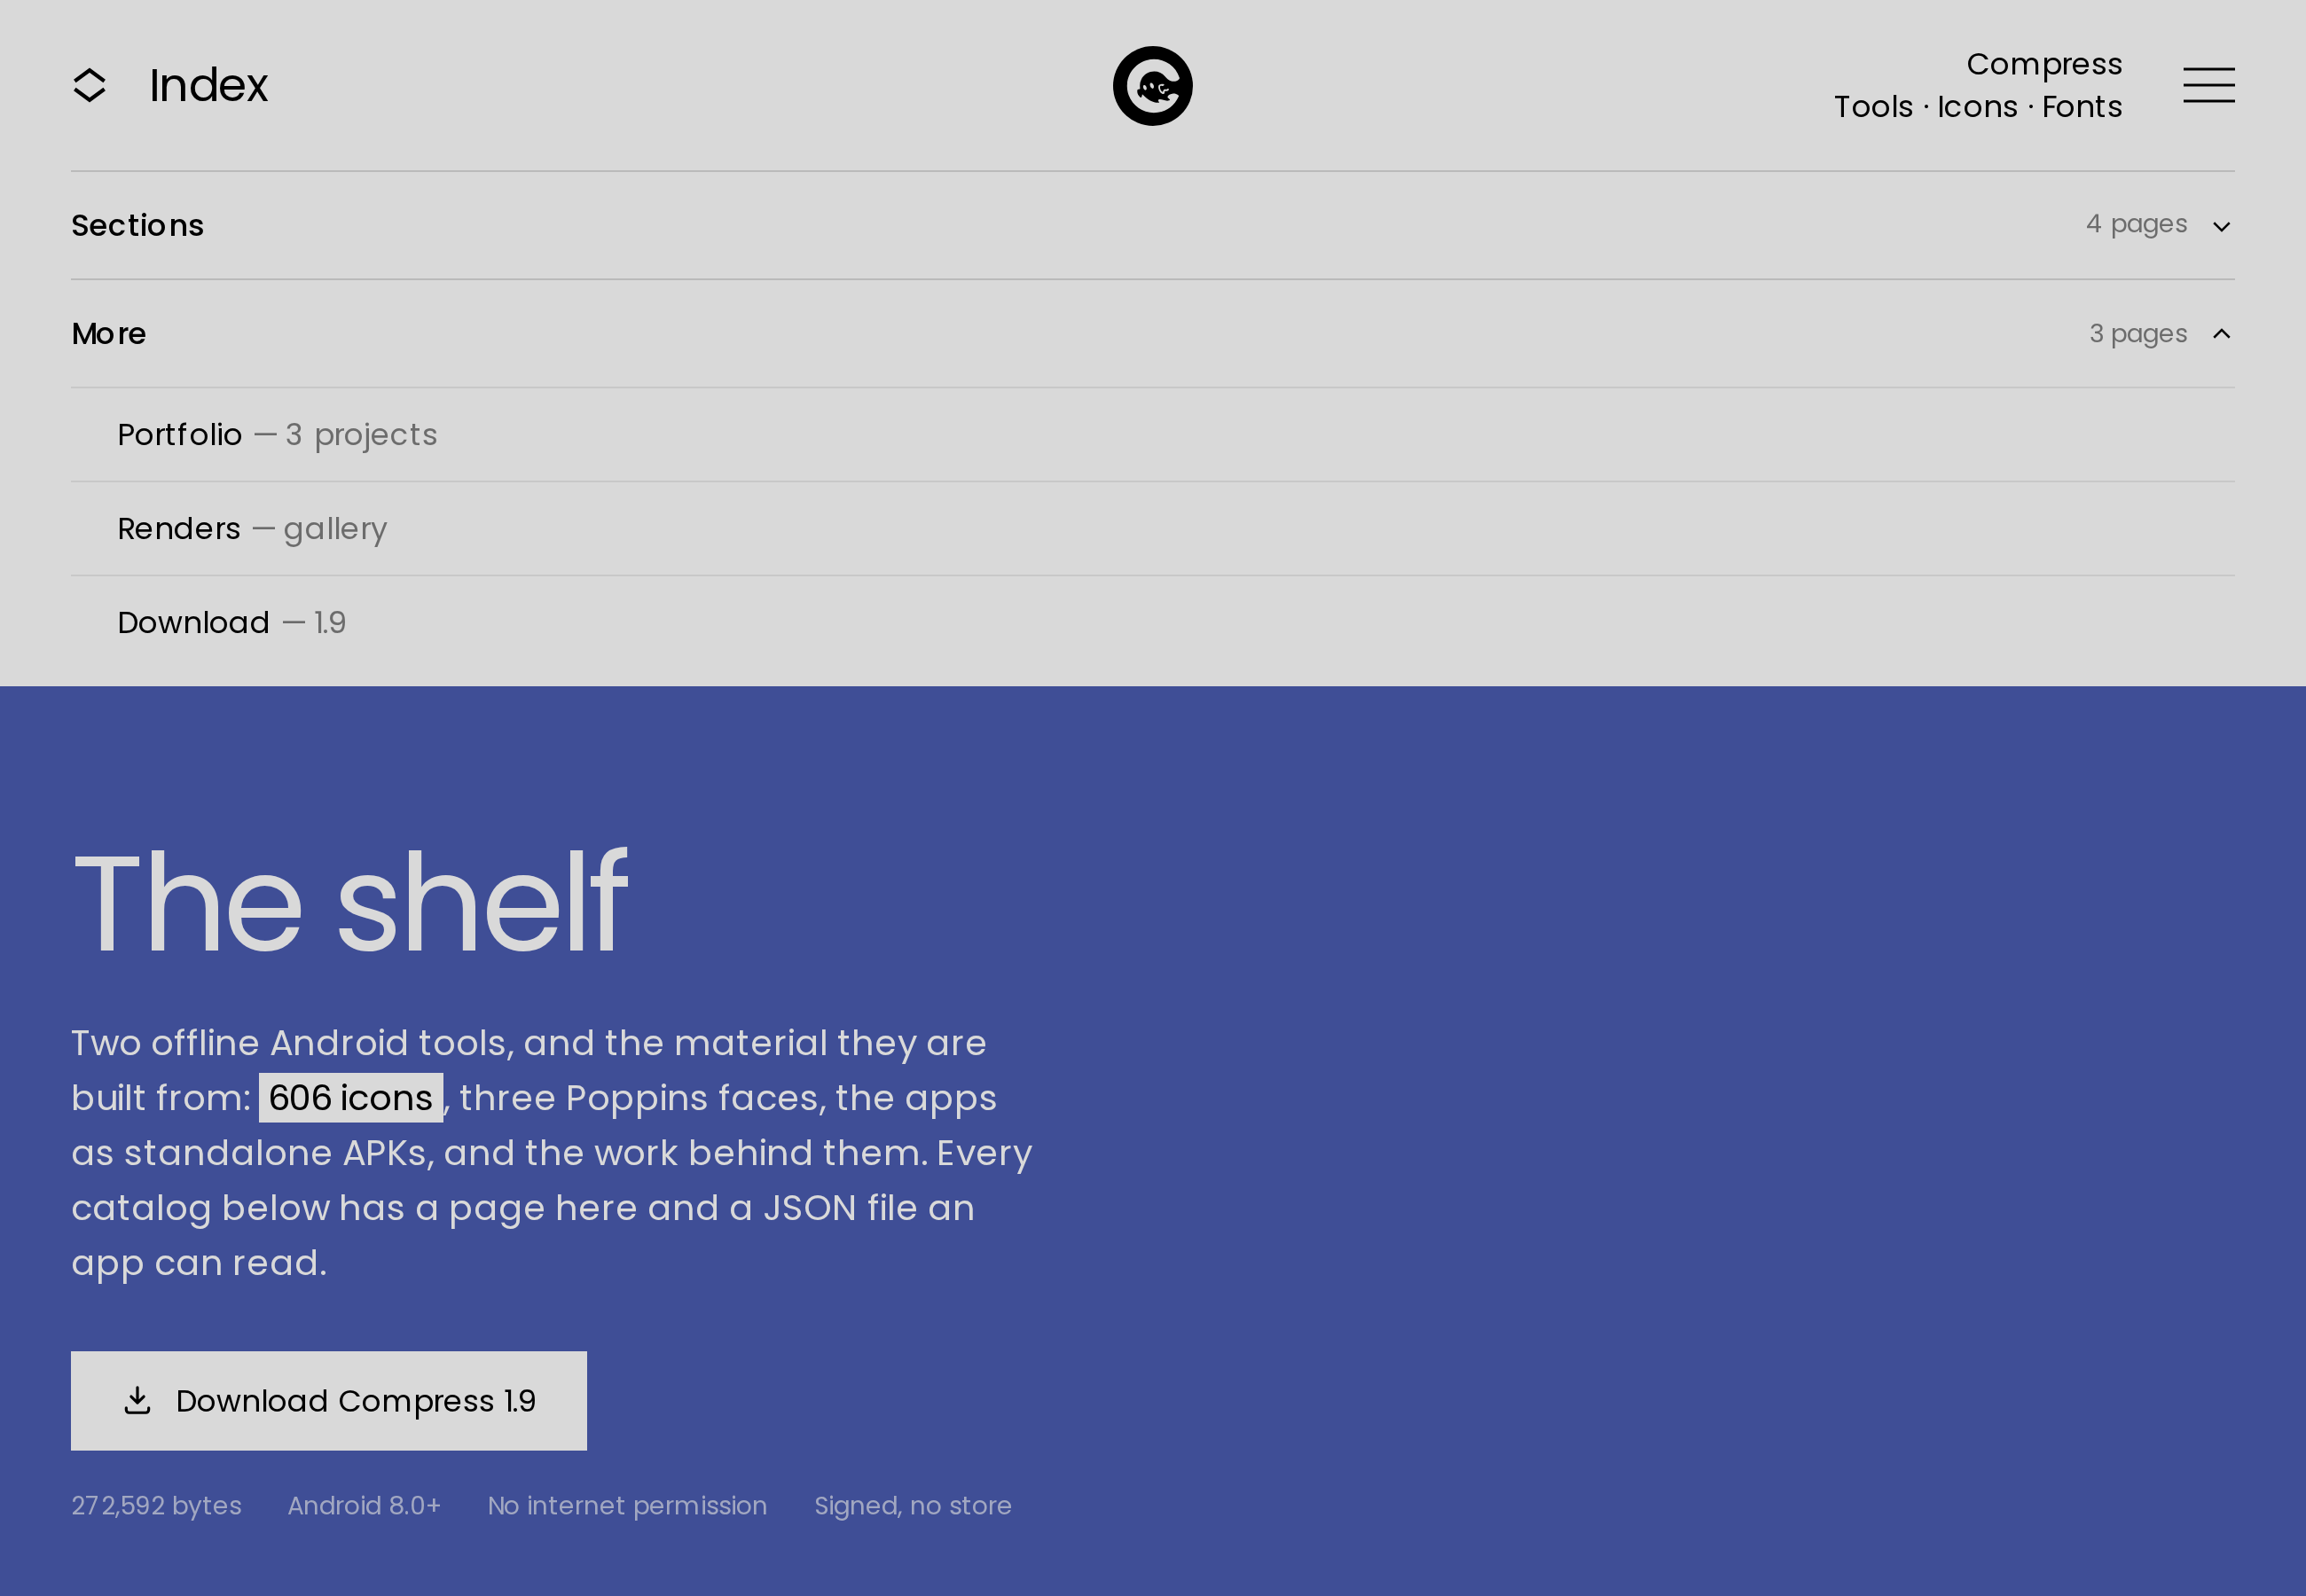 Index
Compress
Tools · Icons · Fonts
Sections
4 pages
More
3 pages
Portfolio — 3 projects
Renders — gallery
Download — 1.9
The shelf
Two offline Android tools, and the material they are
built from: 606 icons, three Poppins faces, the apps
as standalone APKs, and the work behind them. Every
catalog below has a page here and a JSON file an
app can read.
Download Compress 1.9
272,592 bytes
Android 8.0+
No internet permission
Signed, no store